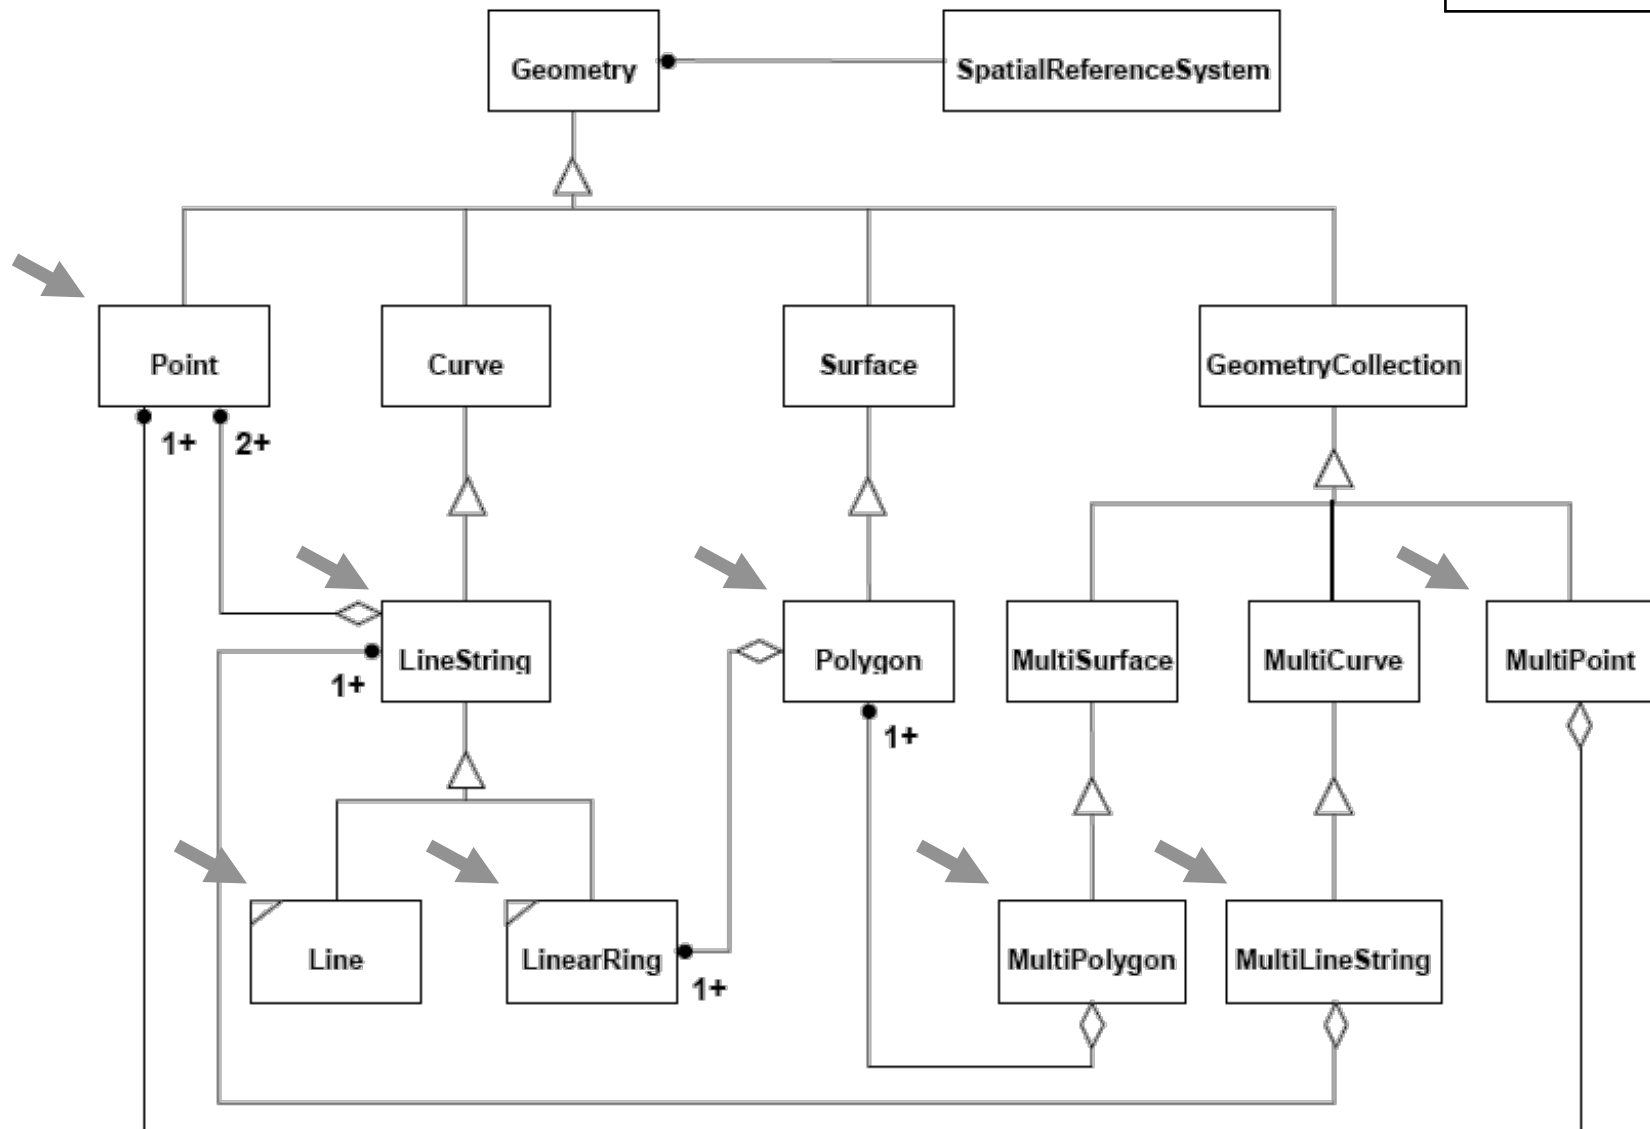 Geometry
SpatialReferenceSystem
Point
Curve
Surface
GeometryCollection
1+
2+
LineString
Polygon
MultiSurface
MultiCurve
MultiPoint
1+
1+
Line
LinearRing
MultiPolygon
MultiLineString
1+